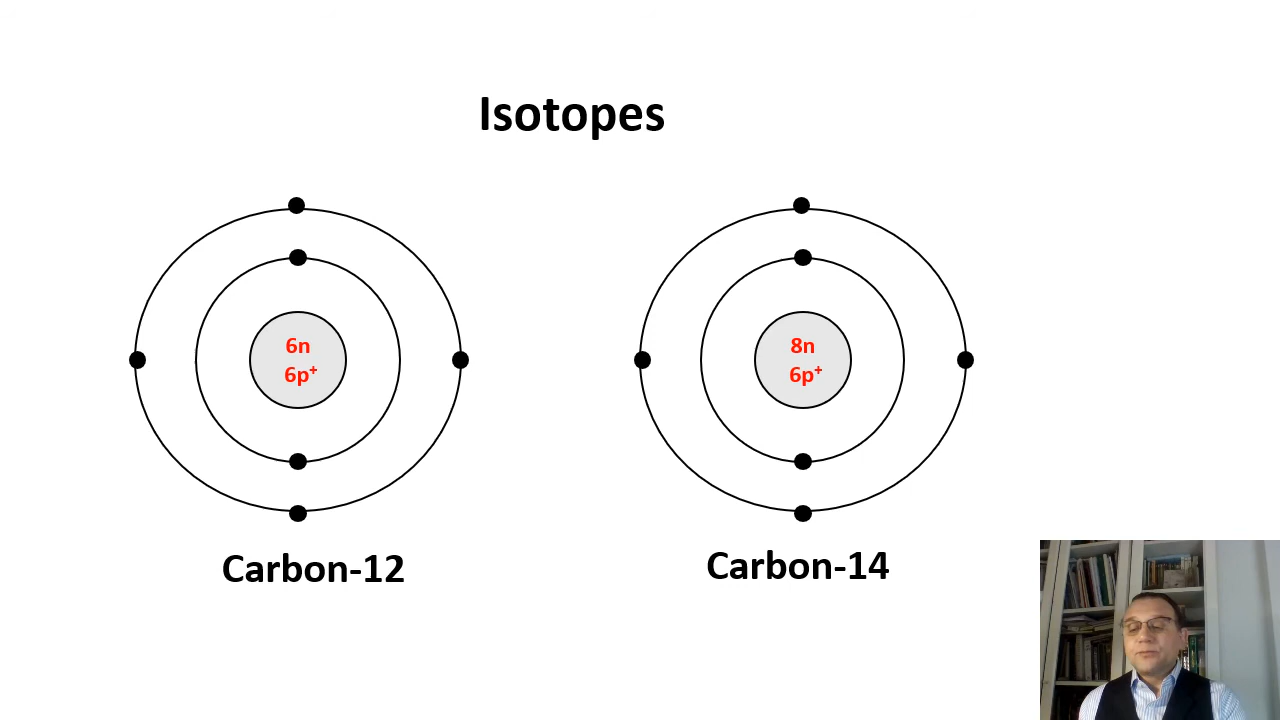 Isotopes
6n
6p⁺
8n
6p⁺
Carbon-12
Carbon-14